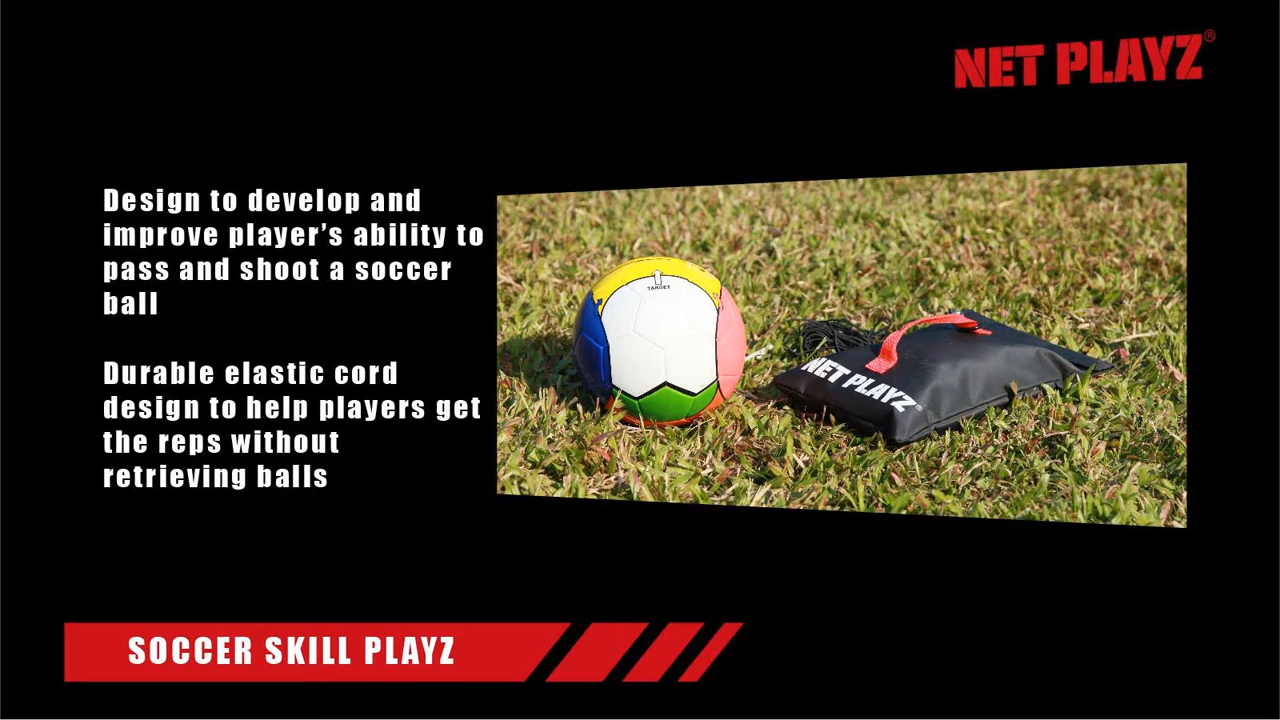 NET PLAYZ®
Design to develop and
improve player’s ability to
pass and shoot a soccer
ball
Durable elastic cord
design to help players get
the reps without
retrieving balls
TARGET
NET PLAYZ®
SOCCER SKILL PLAYZ